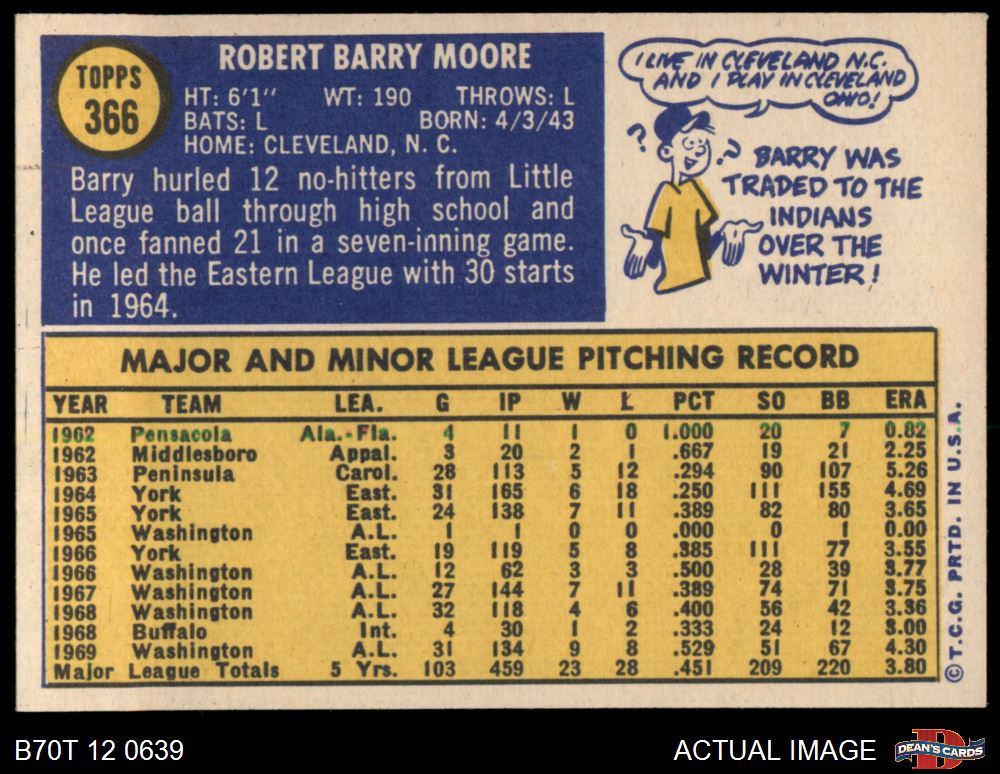 TOPPS
366
ROBERT BARRY MOORE
HT: 6'1" WT: 190 THROWS: L
BATS: L BORN: 4/3/43
HOME: CLEVELAND, N. C.
Barry hurled 12 no-hitters from Little
League ball through high school and
once fanned 21 in a seven-inning game.
He led the Eastern League with 30 starts
in 1964.
I LIVE IN CLEVELAND N.C.
AND I PLAY IN CLEVELAND
OHIO!
? ?
BARRY WAS
TRADED TO THE
INDIANS
OVER THE
WINTER!
MAJOR AND MINOR LEAGUE PITCHING RECORD
YEAR TEAM LEA. G IP W L PCT SO BB ERA
1962 Pensacola Ala.-Fla. 4 11 1 0 1.000 20 7 0.82
1962 Middlesboro Appal. 3 20 2 1 .667 19 21 2.25
1963 Peninsula Carol. 28 113 5 12 .294 90 107 5.26
1964 York East. 31 165 6 18 .250 111 155 4.69
1965 York East. 24 138 7 11 .389 82 80 3.65
1965 Washington A.L. 1 1 0 0 .000 0 1 0.00
1966 York East. 19 119 5 8 .385 111 77 3.55
1966 Washington A.L. 12 62 3 3 .500 28 39 3.77
1967 Washington A.L. 27 144 7 11 .389 74 71 3.75
1968 Washington A.L. 32 118 4 6 .400 56 42 3.36
1968 Buffalo Int. 4 30 1 2 .333 24 12 3.00
1969 Washington A.L. 31 134 9 8 .529 51 67 4.30
Major League Totals 5 Yrs. 103 459 23 28 .451 209 220 3.80
© T.C.G. PRTD. IN U.S.A.
B70T 12 0639
ACTUAL IMAGE
D
DEAN'S CARDS